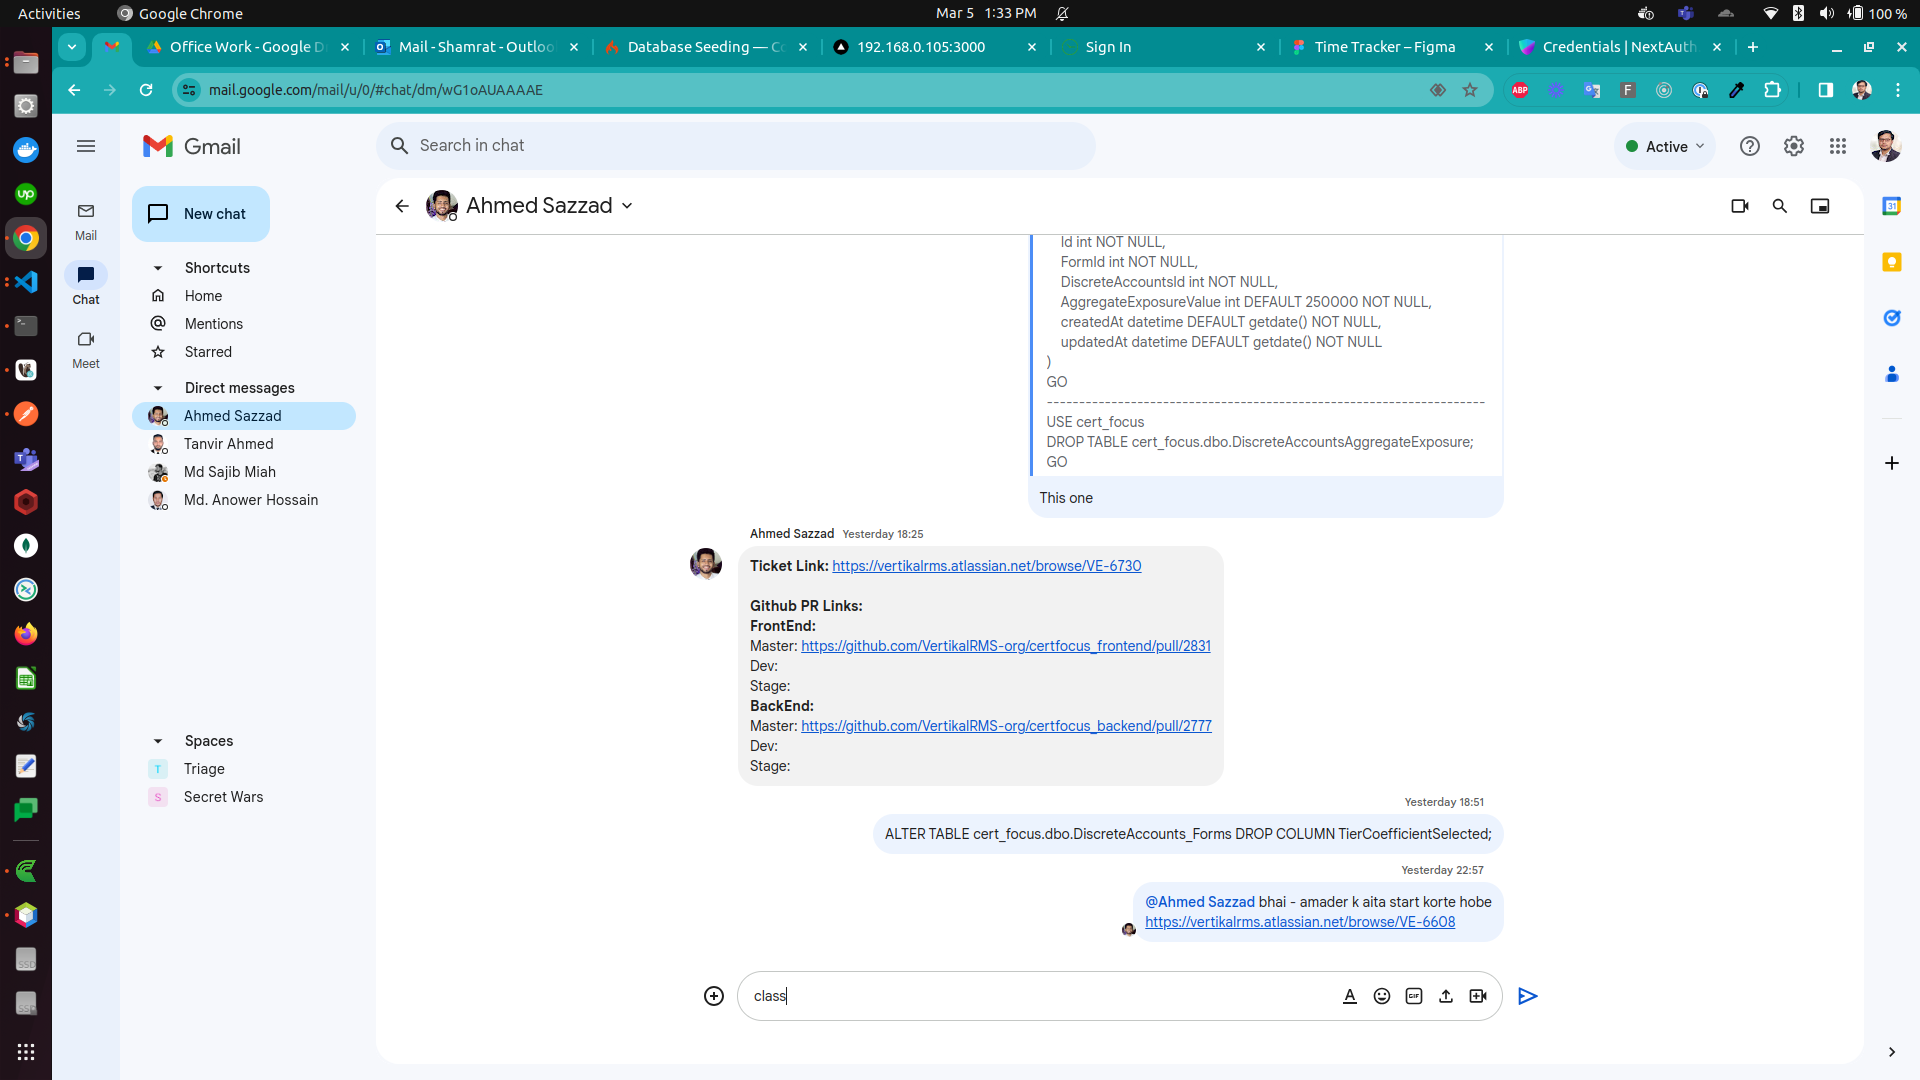 Activities
Google Chrome
Mar 5 1:33 PM
100 %
Office Work - Google D
Mail - Shamrat - Outloo
Database Seeding — Co
192.168.0.105:3000
Sign In
Time Tracker – Figma
Credentials | NextAuth
mail.google.com/mail/u/0/#chat/dm/wG1oAUAAAAE
ABP
F
Gmail
Search in chat
Active
New chat
Mail
Chat
Meet
Shortcuts
Home
Mentions
Starred
Direct messages
Ahmed Sazzad
Tanvir Ahmed
Md Sajib Miah
Md. Anower Hossain
Spaces
T Triage
S Secret Wars
Ahmed Sazzad
Id int NOT NULL,
FormId int NOT NULL,
DiscreteAccountsId int NOT NULL,
AggregateExposureValue int DEFAULT 250000 NOT NULL,
createdAt datetime DEFAULT getdate() NOT NULL,
updatedAt datetime DEFAULT getdate() NOT NULL
)
GO
--------------------------------------------------------------------
USE cert_focus
DROP TABLE cert_focus.dbo.DiscreteAccountsAggregateExposure;
GO
This one
Ahmed Sazzad Yesterday 18:25
Ticket Link: https://vertikalrms.atlassian.net/browse/VE-6730
Github PR Links:
FrontEnd:
Master: https://github.com/VertikalRMS-org/certfocus_frontend/pull/2831
Dev:
Stage:
BackEnd:
Master: https://github.com/VertikalRMS-org/certfocus_backend/pull/2777
Dev:
Stage:
Yesterday 18:51
ALTER TABLE cert_focus.dbo.DiscreteAccounts_Forms DROP COLUMN TierCoefficientSelected;
Yesterday 22:57
@Ahmed Sazzad bhai - amader k aita start korte hobe
https://vertikalrms.atlassian.net/browse/VE-6608
class
GIF
31
up
SSD
SSD